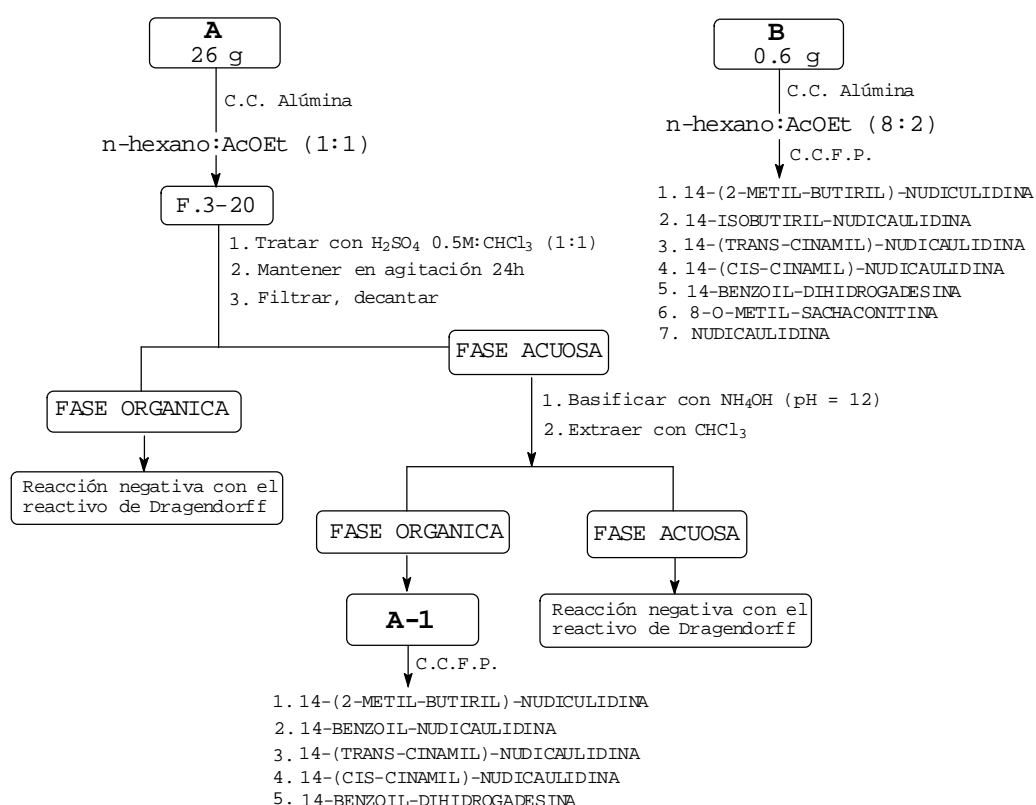 A
26 g
C.C. Alúmina
n-hexano:AcOEt (1:1)
F.3-20
1. Tratar con H₂SO₄ 0.5M:CHCl₃ (1:1)
2. Mantener en agitación 24h
3. Filtrar, decantar
FASE ORGANICA
Reacción negativa con el
reactivo de Dragendorff
FASE ACUOSA
1. Basificar con NH₄OH (pH = 12)
2. Extraer con CHCl₃
FASE ORGANICA
A-1
C.C.F.P.
1. 14-(2-METIL-BUTIRIL)-NUDICULIDINA
2. 14-BENZOIL-NUDICAULIDINA
3. 14-(TRANS-CINAMIL)-NUDICAULIDINA
4. 14-(CIS-CINAMIL)-NUDICAULIDINA
5. 14-BENZOIL-DIHIDROGADESINA
FASE ACUOSA
Reacción negativa con el
reactivo de Dragendorff
B
0.6 g
C.C. Alúmina
n-hexano:AcOEt (8:2)
C.C.F.P.
1. 14-(2-METIL-BUTIRIL)-NUDICULIDINA
2. 14-ISOBUTIRIL-NUDICAULIDINA
3. 14-(TRANS-CINAMIL)-NUDICAULIDINA
4. 14-(CIS-CINAMIL)-NUDICAULIDINA
5. 14-BENZOIL-DIHIDROGADESINA
6. 8-O-METIL-SACHACONITINA
7. NUDICAULIDINA